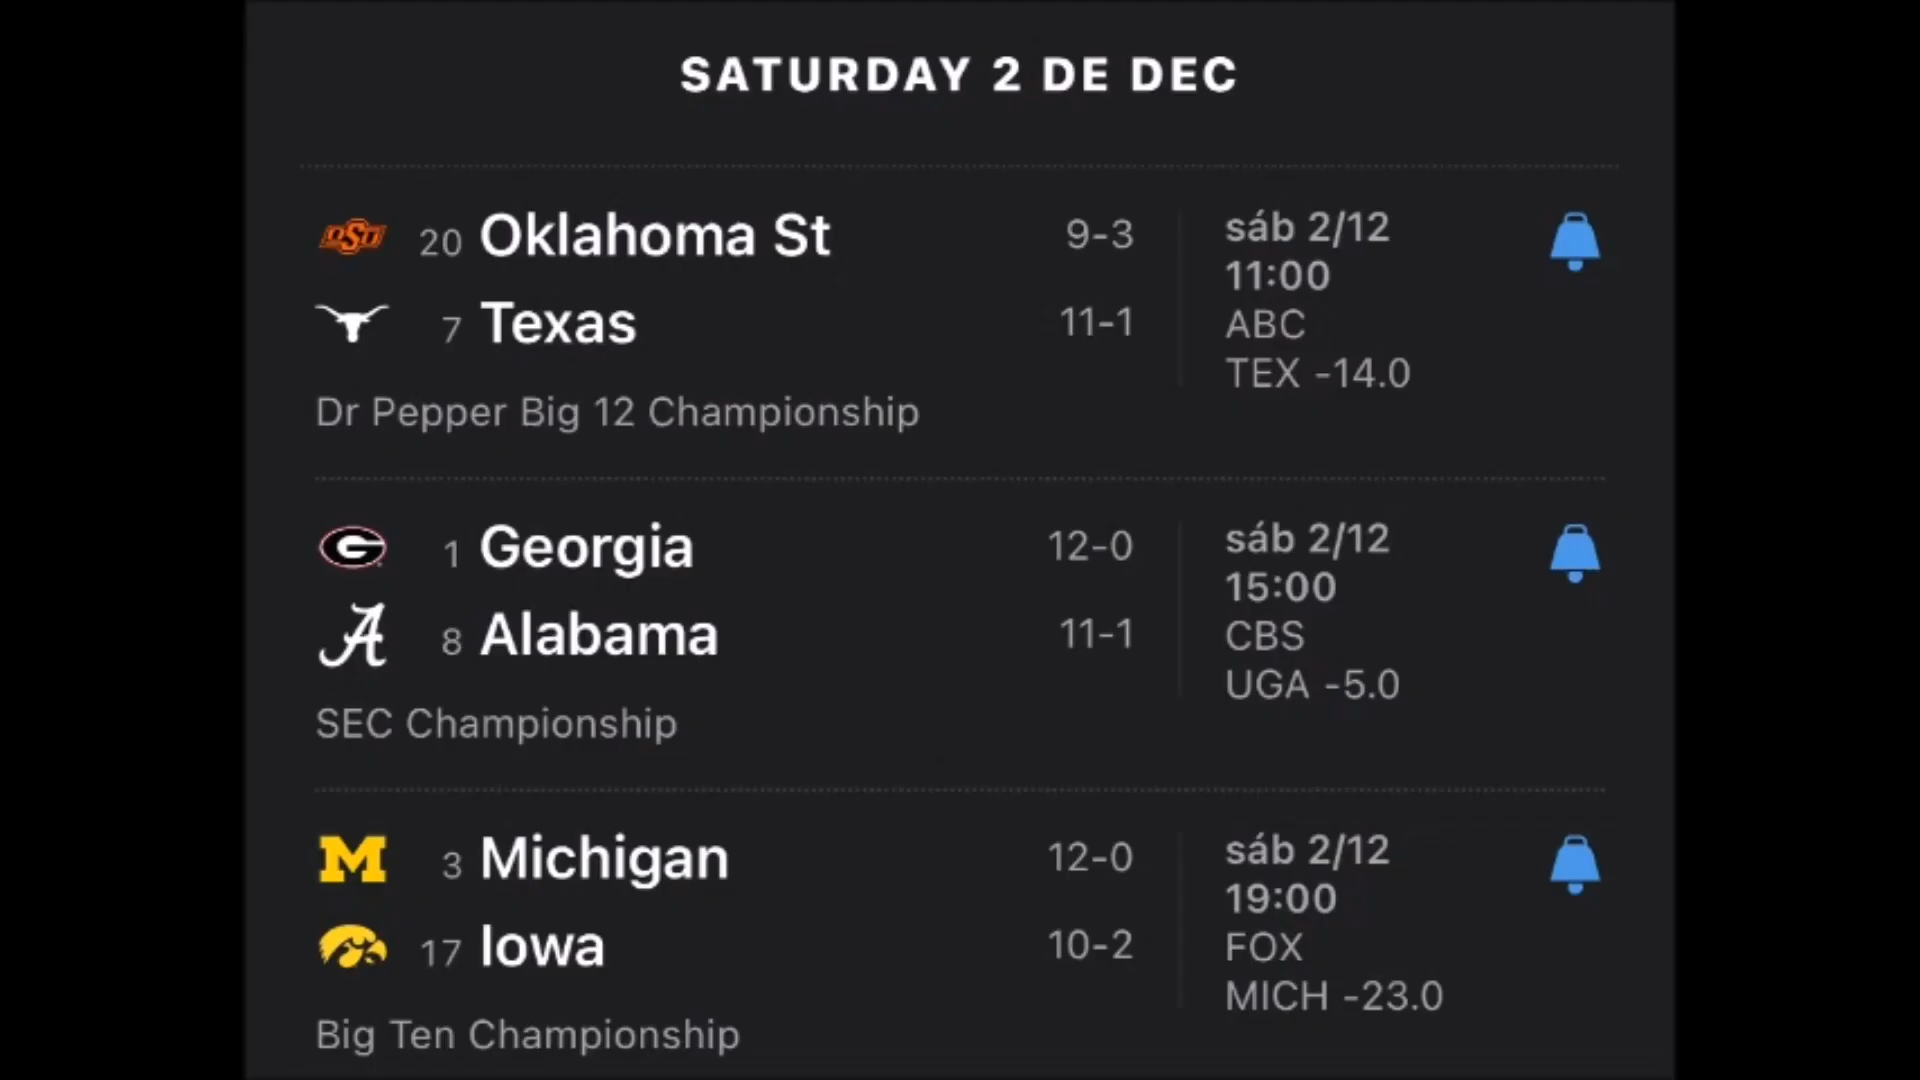 SATURDAY 2 DE DEC
OSU
20 Oklahoma St 9-3
7 Texas 11-1
Dr Pepper Big 12 Championship
sáb 2/12
11:00
ABC
TEX -14.0
G
1 Georgia 12-0
A
8 Alabama 11-1
SEC Championship
sáb 2/12
15:00
CBS
UGA -5.0
M
3 Michigan 12-0
17 Iowa 10-2
Big Ten Championship
sáb 2/12
19:00
FOX
MICH -23.0